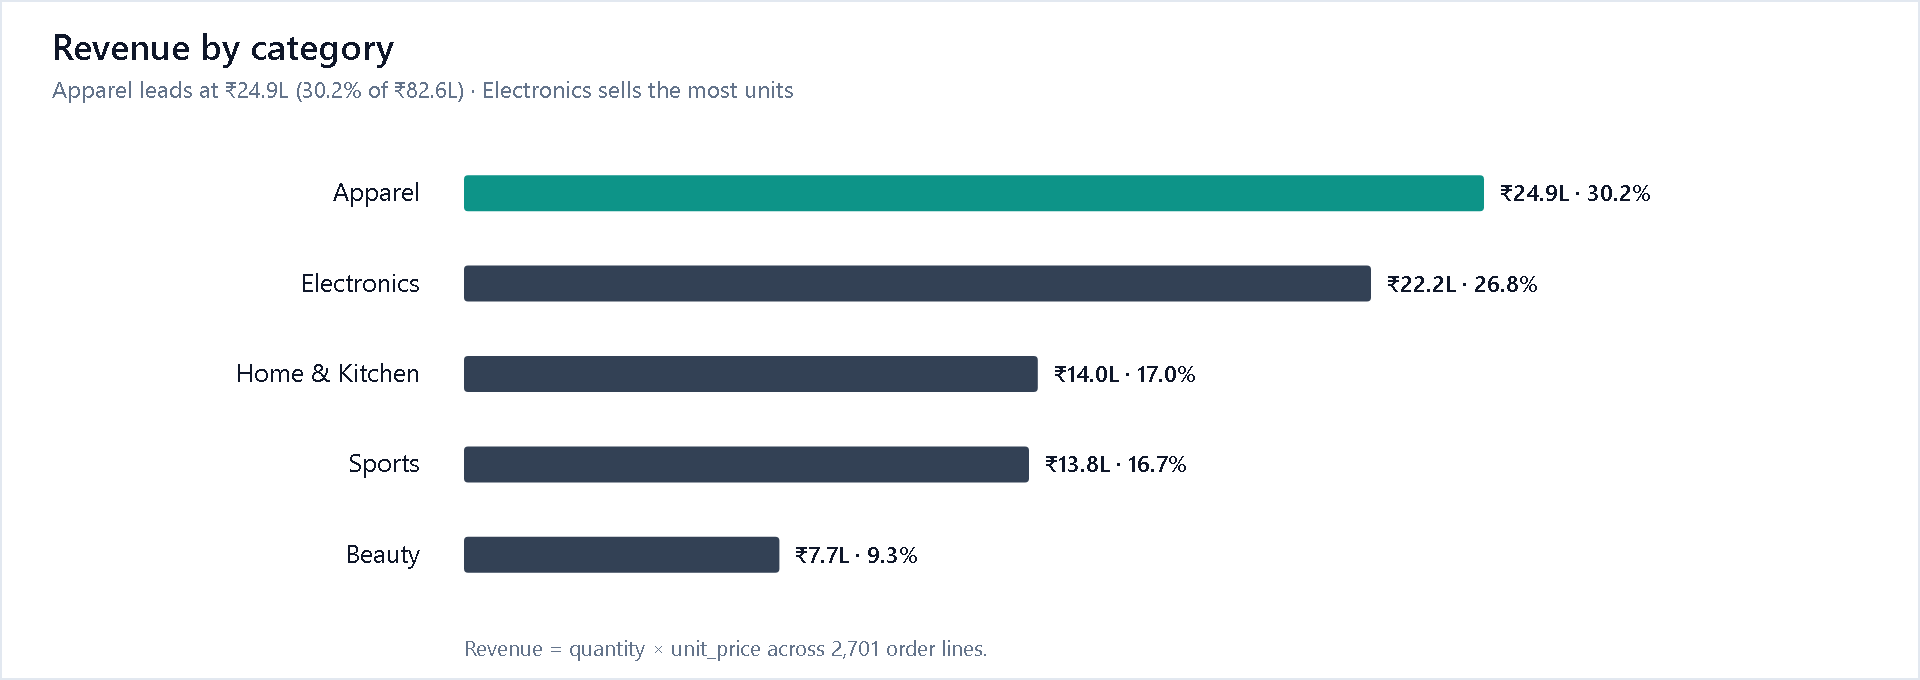 Revenue by category
Apparel leads at ₹24.9L (30.2% of ₹82.6L) · Electronics sells the most units
Apparel ₹24.9L · 30.2%
Electronics ₹22.2L · 26.8%
Home & Kitchen ₹14.0L · 17.0%
Sports ₹13.8L · 16.7%
Beauty ₹7.7L · 9.3%
Revenue = quantity × unit_price across 2,701 order lines.